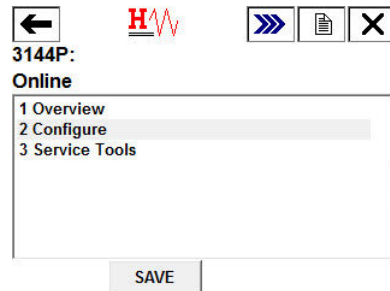 H
3144P:
Online
1 Overview
2 Configure
3 Service Tools
SAVE